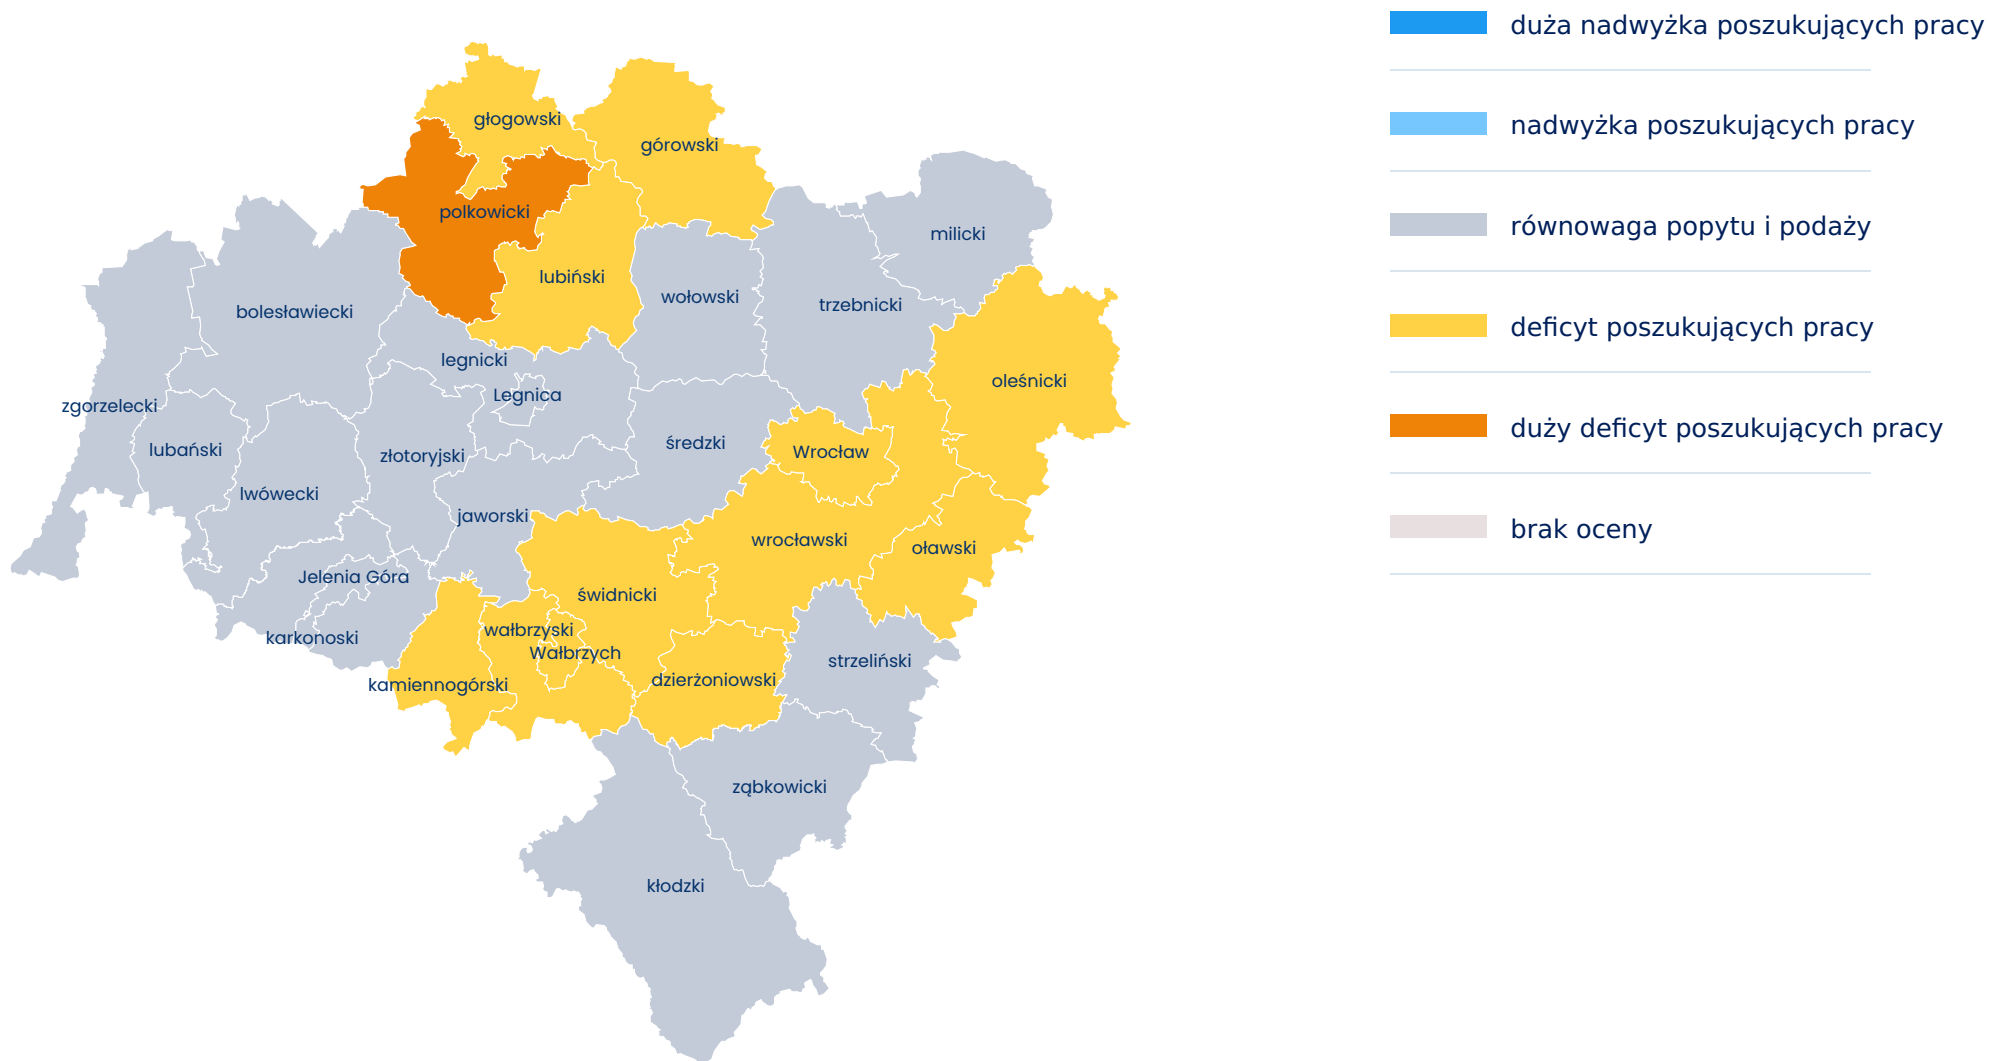 głogowski
górowski
polkowicki
milicki
lubiński
wołowski
trzebnicki
bolesławiecki
legnicki
oleśnicki
Legnica
zgorzelecki
średzki
lubański
Wrocław
złotoryjski
lwówecki
jaworski
wrocławski
oławski
Jelenia Góra
świdnicki
wałbrzyski
karkonoski
Wałbrzych
strzeliński
dzierżoniowski
kamiennogórski
ząbkowicki
kłodzki
duża nadwyżka poszukujących pracy
nadwyżka poszukujących pracy
równowaga popytu i podaży
deficyt poszukujących pracy
duży deficyt poszukujących pracy
brak oceny